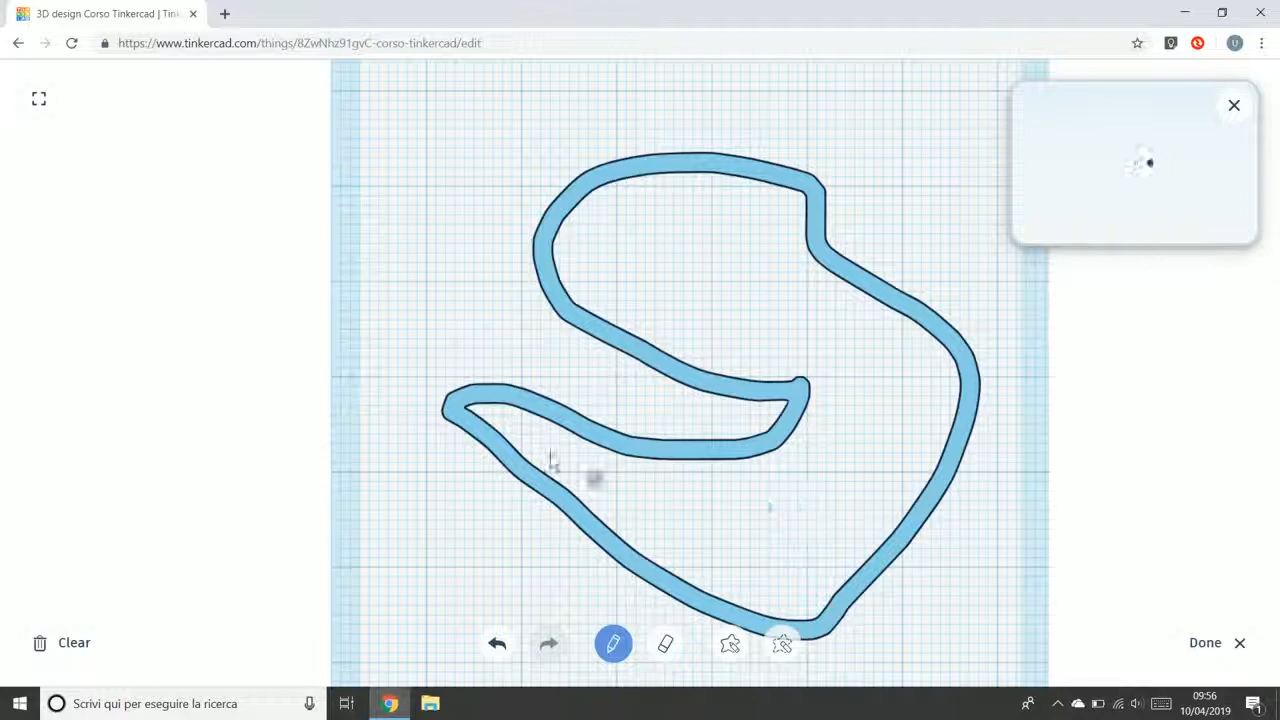 3D design Corso Tinkercad | Tink
https://www.tinkercad.com/things/8ZwNhz91gvC-corso-tinkercad/edit
U
Clear
Done
Scrivi qui per eseguire la ricerca
09:56
10/04/2019
1